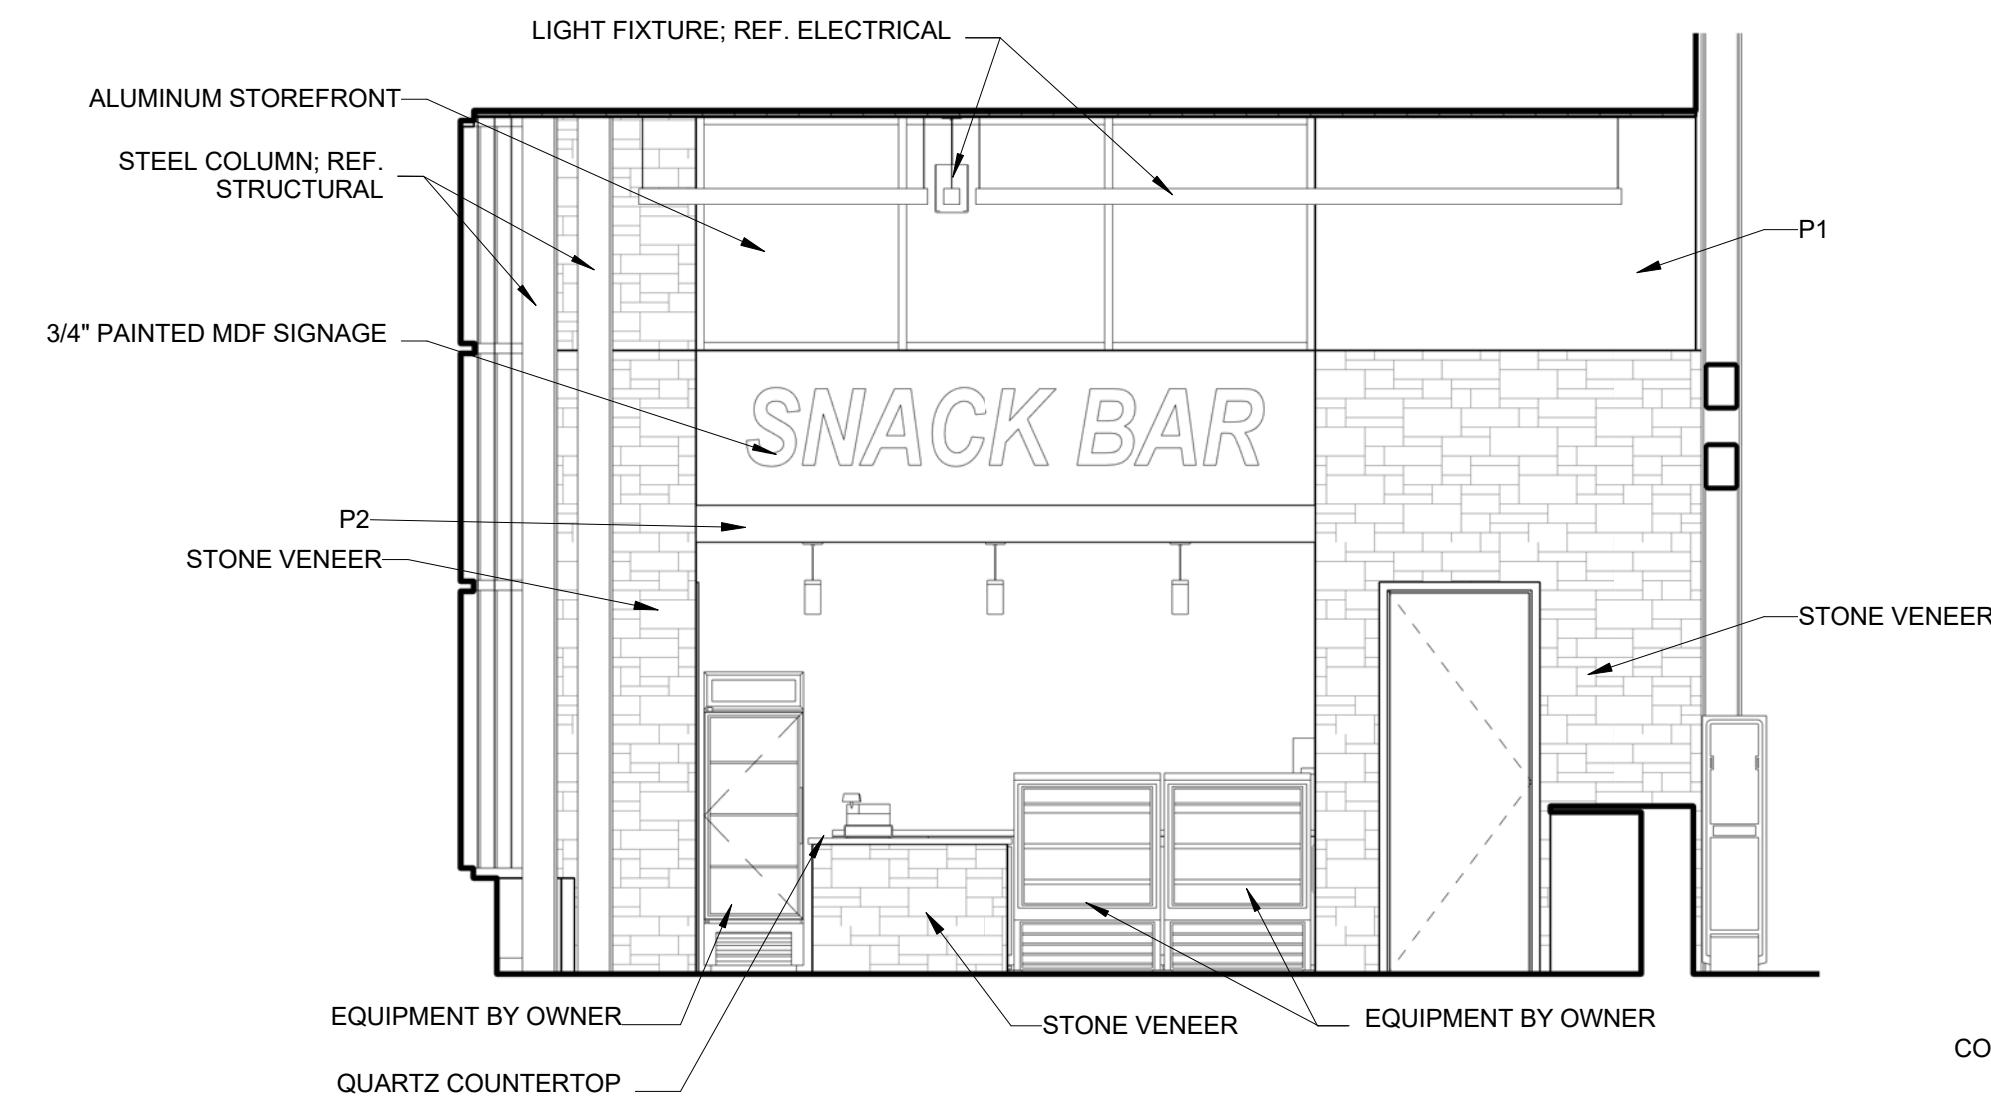 LIGHT FIXTURE; REF. ELECTRICAL
ALUMINUM STOREFRONT
STEEL COLUMN; REF.
STRUCTURAL
P1
3/4" PAINTED MDF SIGNAGE
SNACK BAR
P2
STONE VENEER
STONE VENEER
EQUIPMENT BY OWNER
STONE VENEER
EQUIPMENT BY OWNER
CO
QUARTZ COUNTERTOP